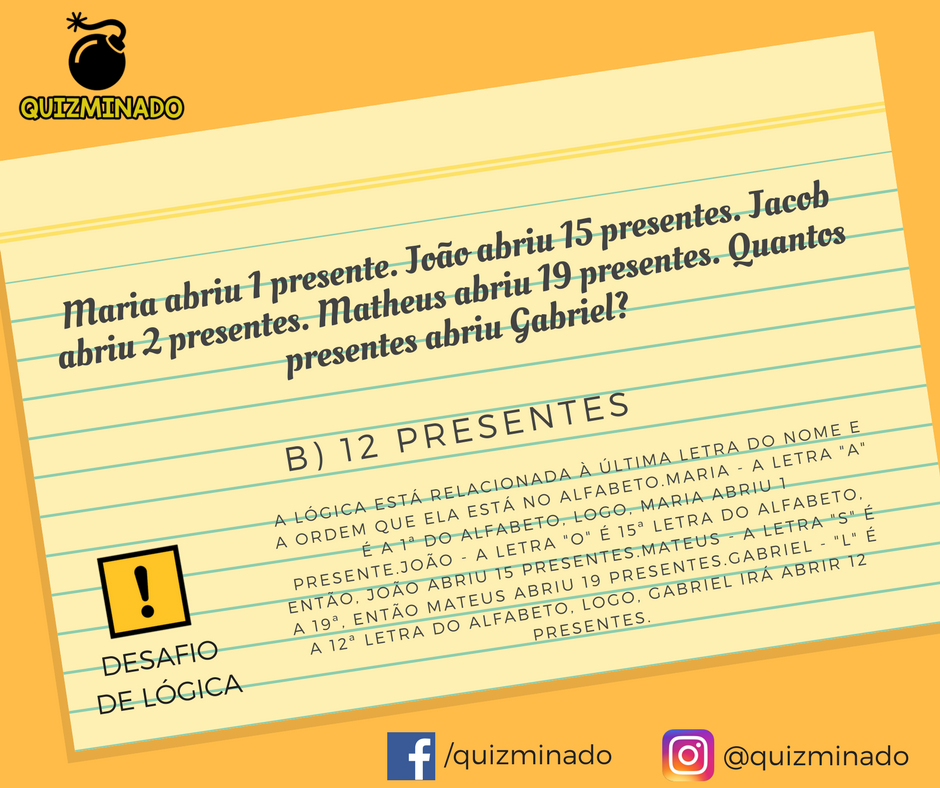 QUIZMINADO
Maria abriu 1 presente. João abriu 15 presentes. Jacob
abriu 2 presentes. Matheus abriu 19 presentes. Quantos
presentes abriu Gabriel?
B) 12 PRESENTES
A LÓGICA ESTÁ RELACIONADA À ÚLTIMA LETRA DO NOME E
A ORDEM QUE ELA ESTÁ NO ALFABETO.MARIA - A LETRA "A"
É A 1ª DO ALFABETO, LOGO, MARIA ABRIU 1
PRESENTE.JOÃO - A LETRA "O" É 15ª LETRA DO ALFABETO,
ENTÃO, JOÃO ABRIU 15 PRESENTES.MATEUS - A LETRA "S" É
A 19ª, ENTÃO MATEUS ABRIU 19 PRESENTES.GABRIEL - "L" É
A 12ª LETRA DO ALFABETO, LOGO, GABRIEL IRÁ ABRIR 12
PRESENTES.
!
DESAFIO
DE LÓGICA
f /quizminado
@quizminado